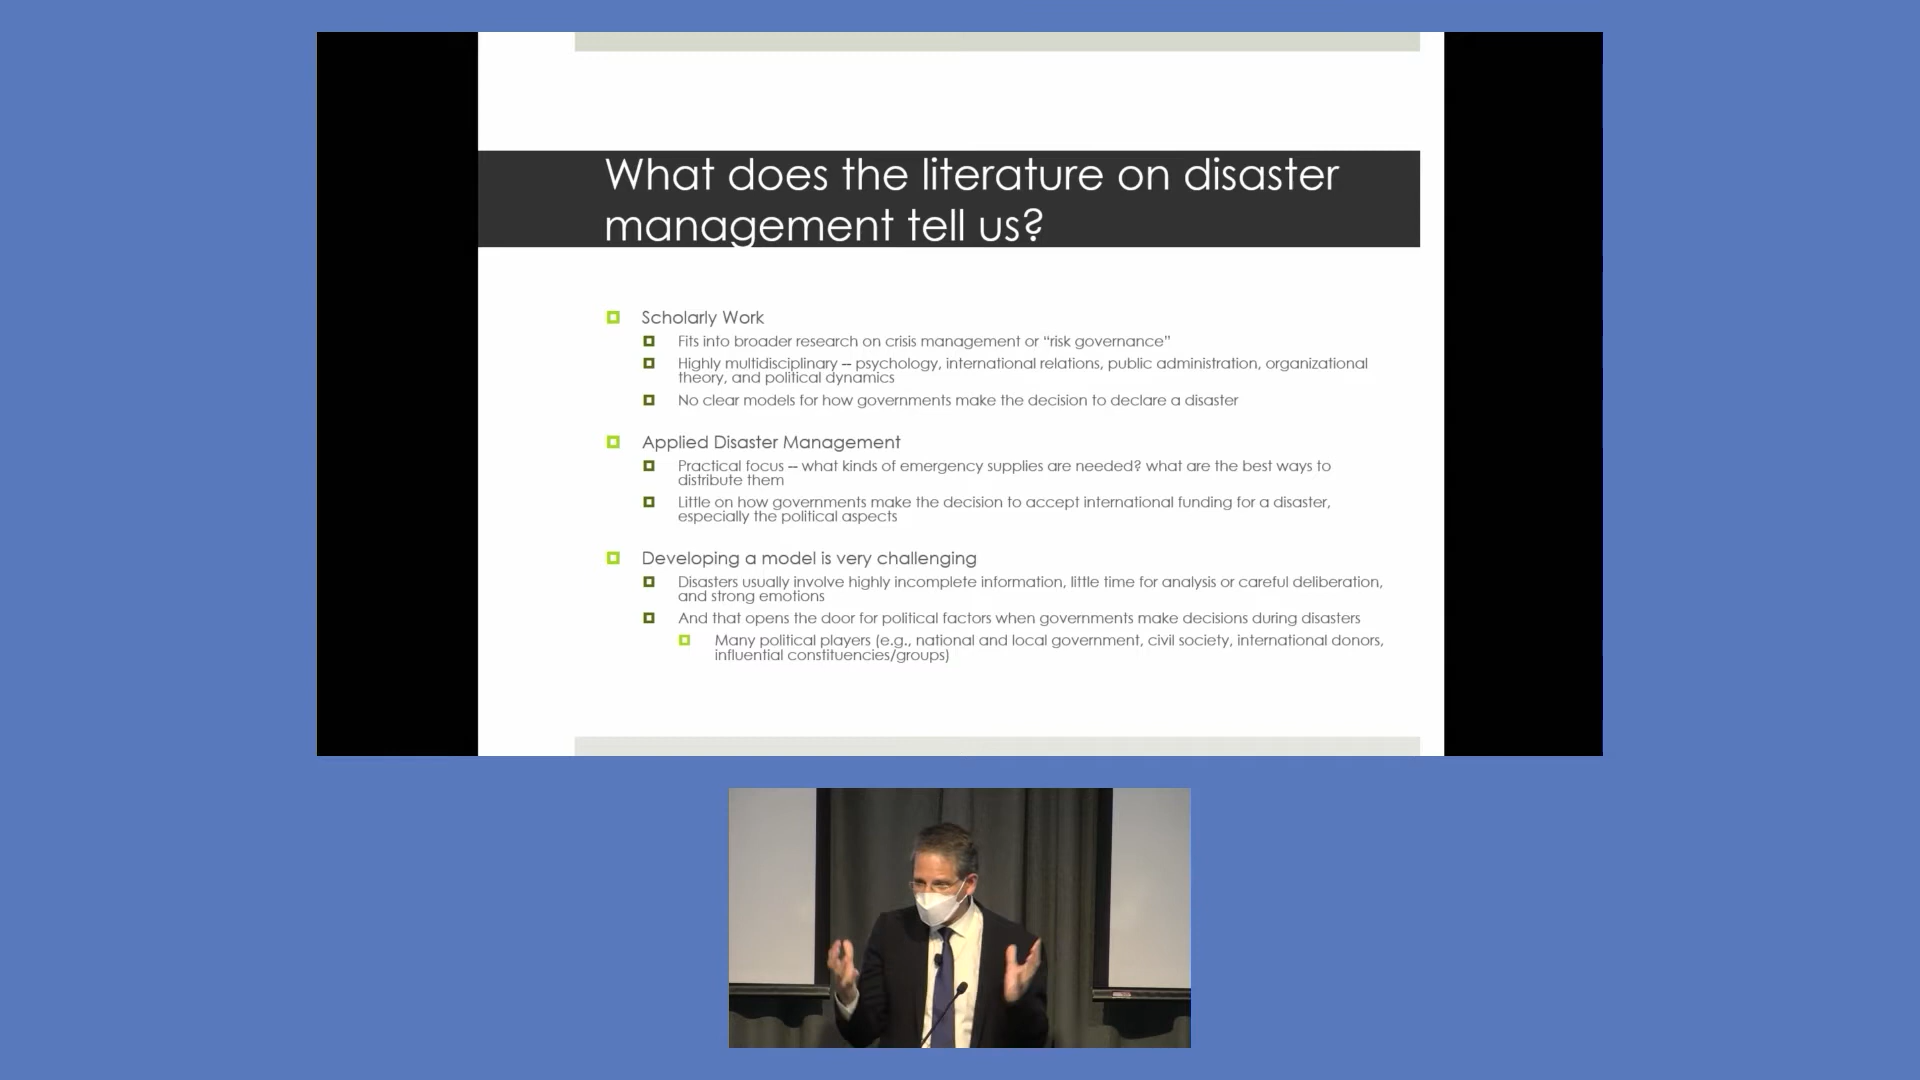 What does the literature on disaster
management tell us?
Scholarly Work
Fits into broader research on crisis management or “risk governance”
Highly multidisciplinary -- psychology, international relations, public administration, organizational
theory, and political dynamics
No clear models for how governments make the decision to declare a disaster
Applied Disaster Management
Practical focus -- what kinds of emergency supplies are needed? what are the best ways to
distribute them
Little on how governments make the decision to accept international funding for a disaster,
especially the political aspects
Developing a model is very challenging
Disasters usually involve highly incomplete information, little time for analysis or careful deliberation,
and strong emotions
And that opens the door for political factors when governments make decisions during disasters
Many political players (e.g., national and local government, civil society, international donors,
influential constituencies/groups)